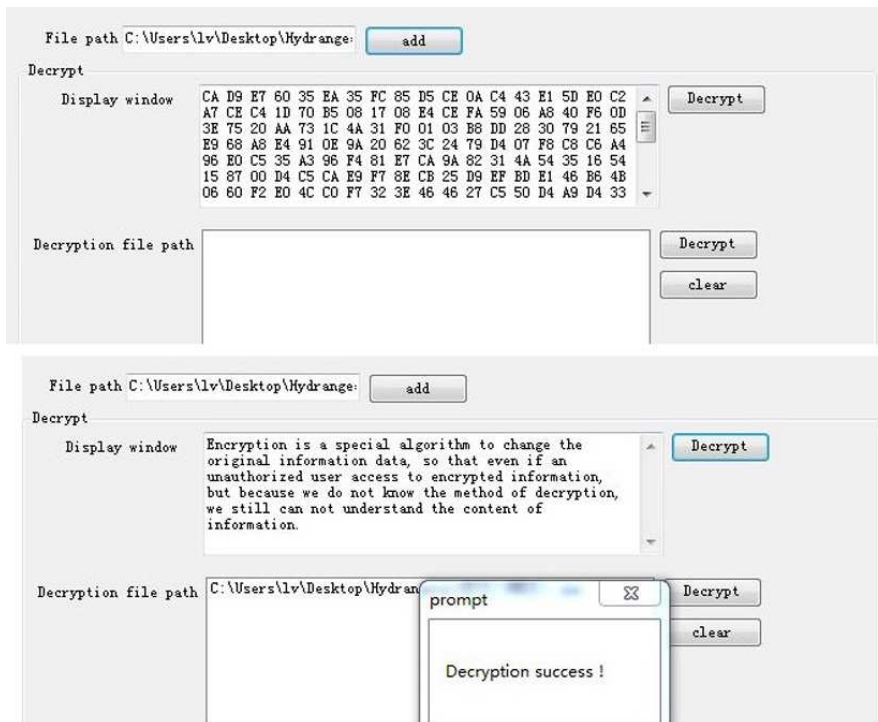 File path C:\Users\lv\Desktop\Hydrange: add
Decrypt
Display window
CA D9 E7 60 35 EA 35 FC 85 D5 CE 0A C4 43 E1 5D E0 C2
A7 CE C4 1D 70 B5 08 17 08 E4 CE FA 59 06 A8 40 F6 0D
3E 75 20 AA 73 1C 4A 31 F0 01 03 B8 DD 28 30 79 21 65
E9 68 A8 E4 91 0E 9A 20 62 3C 24 79 D4 07 F8 C8 C6 A4
96 E0 C5 35 A3 96 F4 81 E7 CA 9A 82 31 4A 54 35 16 54
15 87 00 D4 C5 CA E9 F7 8E CB 25 D9 EF BD E1 46 B6 4B
06 60 F2 E0 4C C0 F7 32 3E 46 46 27 C5 50 D4 A9 D4 33
Decrypt
Decryption file path
Decrypt
clear
File path C:\Users\lv\Desktop\Hydrange: add
Decrypt
Display window
Encryption is a special algorithm to change the
original information data, so that even if an
unauthorized user access to encrypted information,
but because we do not know the method of decryption,
we still can not understand the content of
information.
Decrypt
Decryption file path C:\Users\lv\Desktop\Hydran
Decrypt
clear
prompt
Decryption success !